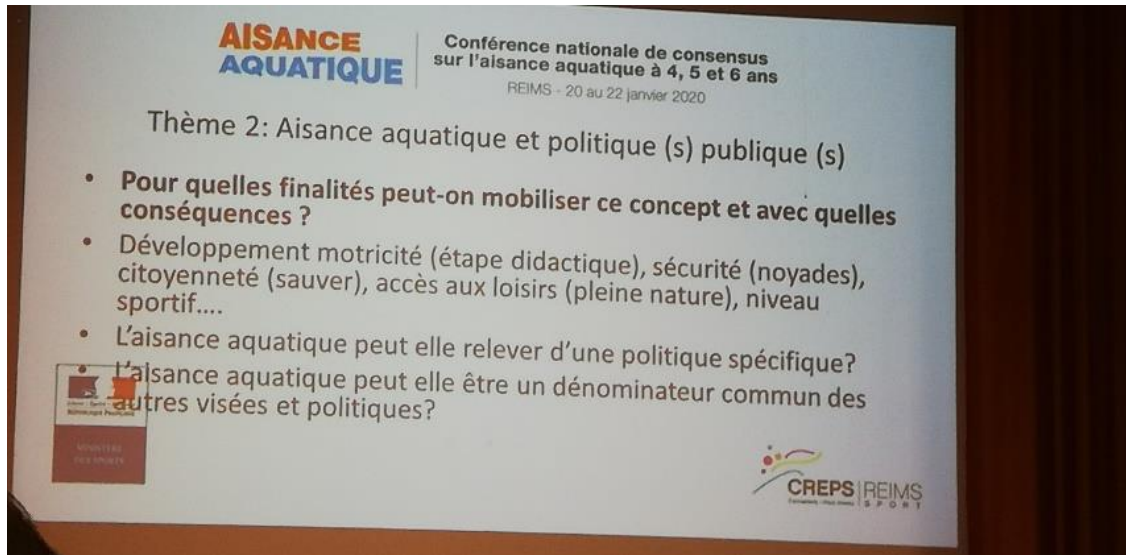 AISANCE
AQUATIQUE
Conférence nationale de consensus
sur l'aisance aquatique à 4, 5 et 6 ans
REIMS - 20 au 22 janvier 2020
Thème 2: Aisance aquatique et politique (s) publique (s)
• Pour quelles finalités peut-on mobiliser ce concept et avec quelles
conséquences ?
• Développement motricité (étape didactique), sécurité (noyades),
citoyenneté (sauver), accès aux loisirs (pleine nature), niveau
sportif....
• L'aisance aquatique peut elle relever d'une politique spécifique?
• L'aisance aquatique peut elle être un dénominateur commun des
autres visées et politiques?
MINISTÈRE
DES SPORTS
CREPS REIMS
SPORT